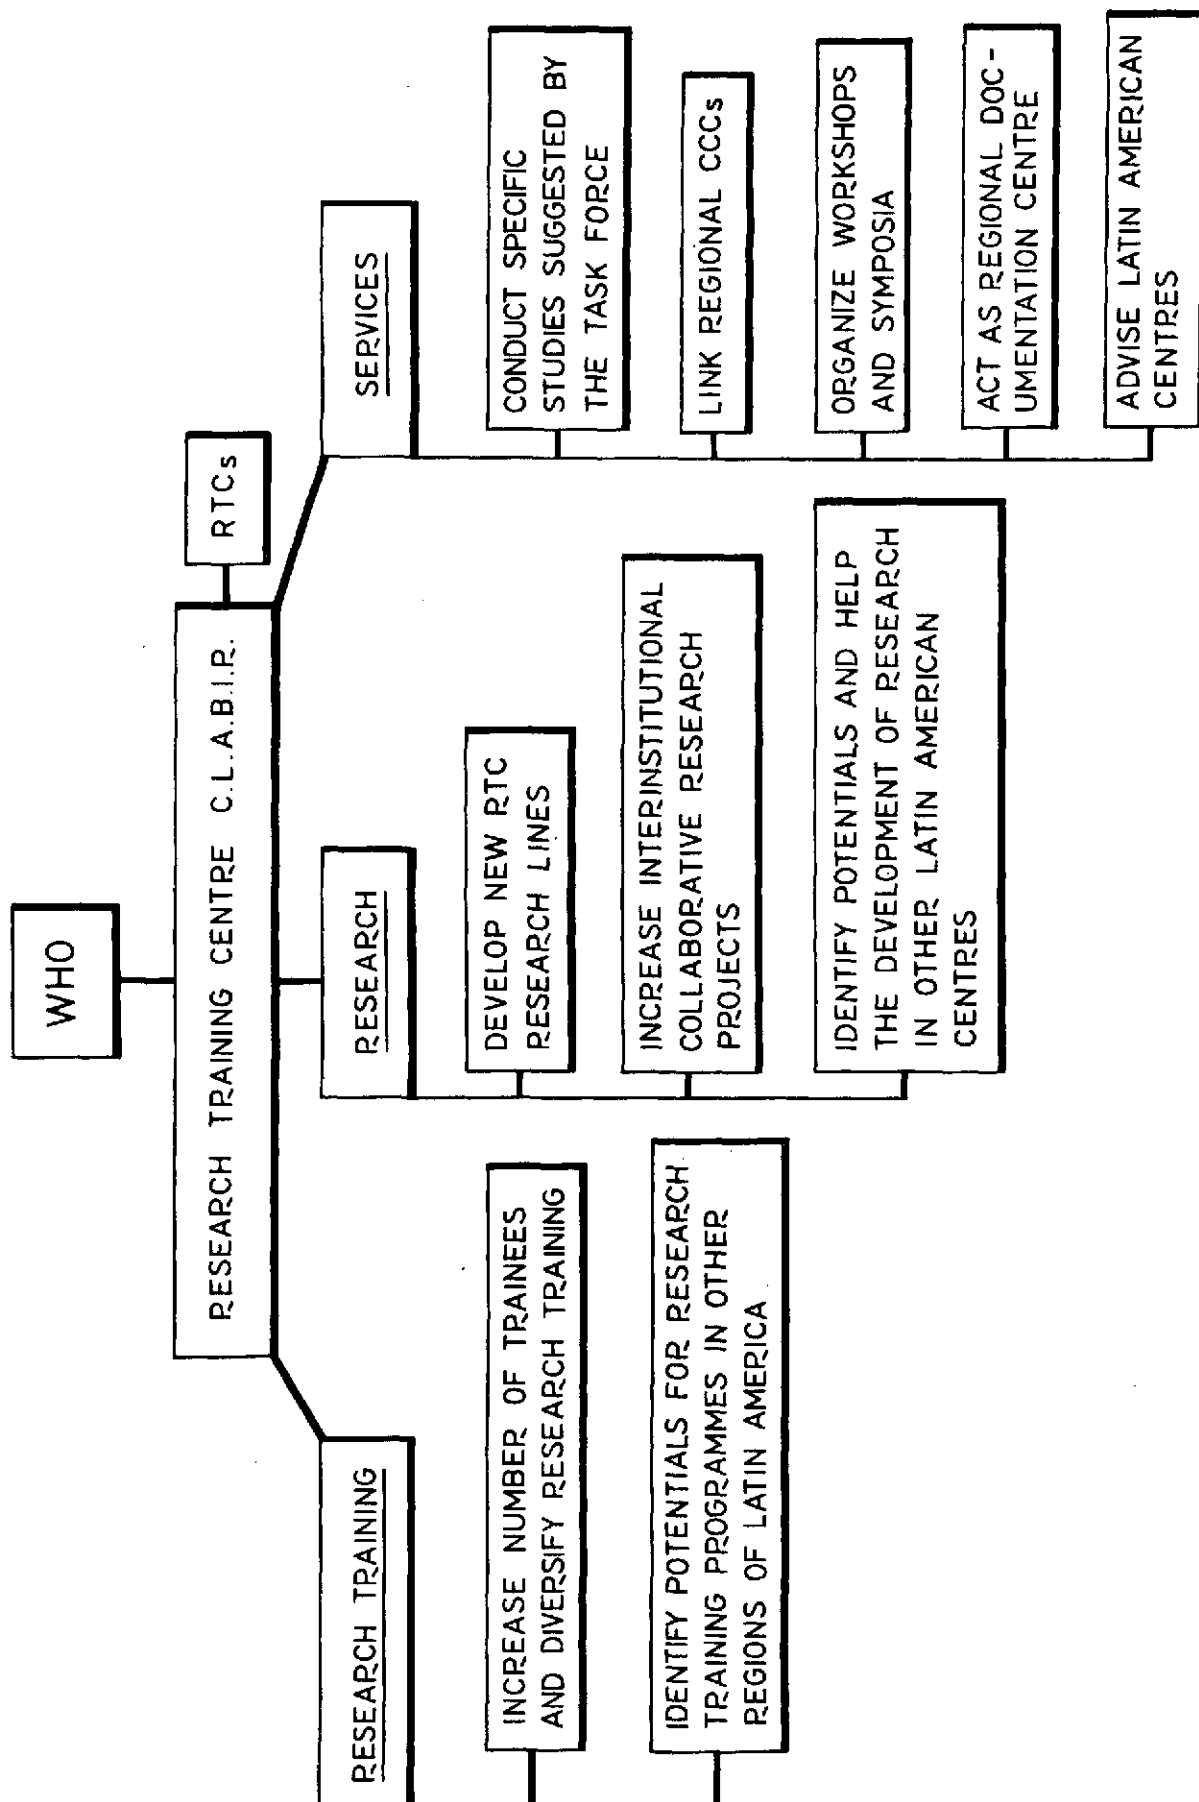 WHO
RESEARCH TRAINING CENTRE C.L.A.B.I.R.
RTCs
RESEARCH TRAINING
INCREASE NUMBER OF TRAINEES
AND DIVERSIFY RESEARCH TRAINING
IDENTIFY POTENTIALS FOR RESEARCH
TRAINING PROGRAMMES IN OTHER
REGIONS OF LATIN AMERICA
RESEARCH
DEVELOP NEW RTC
RESEARCH LINES
INCREASE INTERINSTITUTIONAL
COLLABORATIVE RESEARCH
PROJECTS
IDENTIFY POTENTIALS AND HELP
THE DEVELOPMENT OF RESEARCH
IN OTHER LATIN AMERICAN
CENTRES
SERVICES
CONDUCT SPECIFIC
STUDIES SUGGESTED BY
THE TASK FORCE
LINK REGIONAL CCCs
ORGANIZE WORKSHOPS
AND SYMPOSIA
ACT AS REGIONAL DOC-
UMENTATION CENTRE
ADVISE LATIN AMERICAN
CENTRES